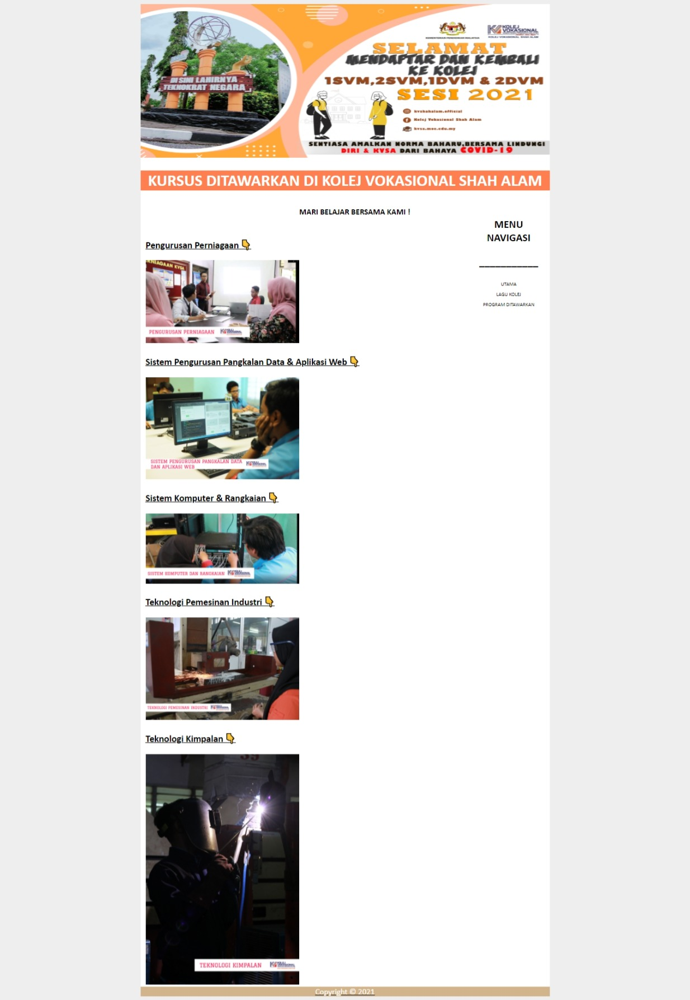 DI SINI LAHIRNYA
TEKNOKRAT NEGARA
KEMENTERIAN PENDIDIKAN MALAYSIA
KOLEJ
VOKASIONAL
KOLEJ VOKASIONAL SHAH ALAM
SELAMAT
MENDAFTAR DAN KEMBALI
KE KOLEJ
1SVM,2SVM,1DVM & 2DVM
SESI 2021
kvshahalam.official
Kolej Vokasional Shah Alam
kvsa.moe.edu.my
SENTIASA AMALKAN NORMA BAHARU,BERSAMA LINDUNGI
DIRI & KVSA DARI BAHAYA COVID-19
KURSUS DITAWARKAN DI KOLEJ VOKASIONAL SHAH ALAM
MARI BELAJAR BERSAMA KAMI !
MENU
NAVIGASI
UTAMA
LAGU KOLEJ
PROGRAM DITAWARKAN
Pengurusan Perniagaan 👇
RNIAGAAN KVSA
PENGURUSAN PERNIAGAAN
Sistem Pengurusan Pangkalan Data & Aplikasi Web 👇
SISTEM PENGURUSAN PANGKALAN DATA
DAN APLIKASI WEB
Sistem Komputer & Rangkaian 👇
SISTEM KOMPUTER DAN RANGKAIAN
Teknologi Pemesinan Industri 👇
TEKNOLOGI PEMESINAN INDUSTRI
Teknologi Kimpalan 👇
39
TEKNOLOGI KIMPALAN
Copyright © 2021